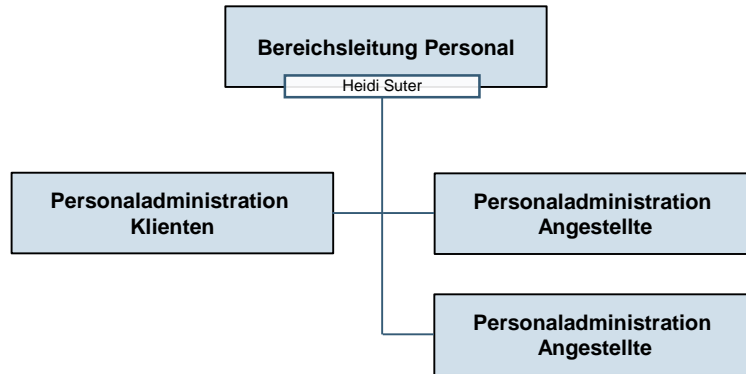 Bereichsleitung Personal
Heidi Suter
Personaladministration
Klienten
Personaladministration
Angestellte
Personaladministration
Angestellte